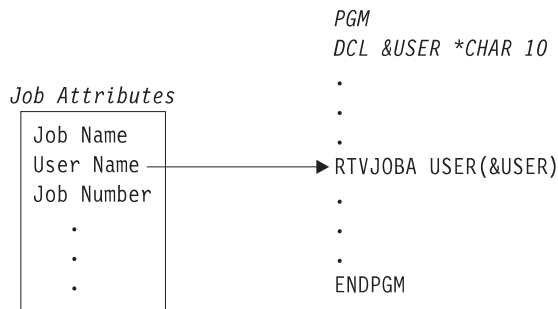 PGM
DCL &USER *CHAR 10
.
.
.
RTVJOBA USER(&USER)
.
.
.
ENDPGM
Job Attributes
Job Name
User Name
Job Number
.
.
.